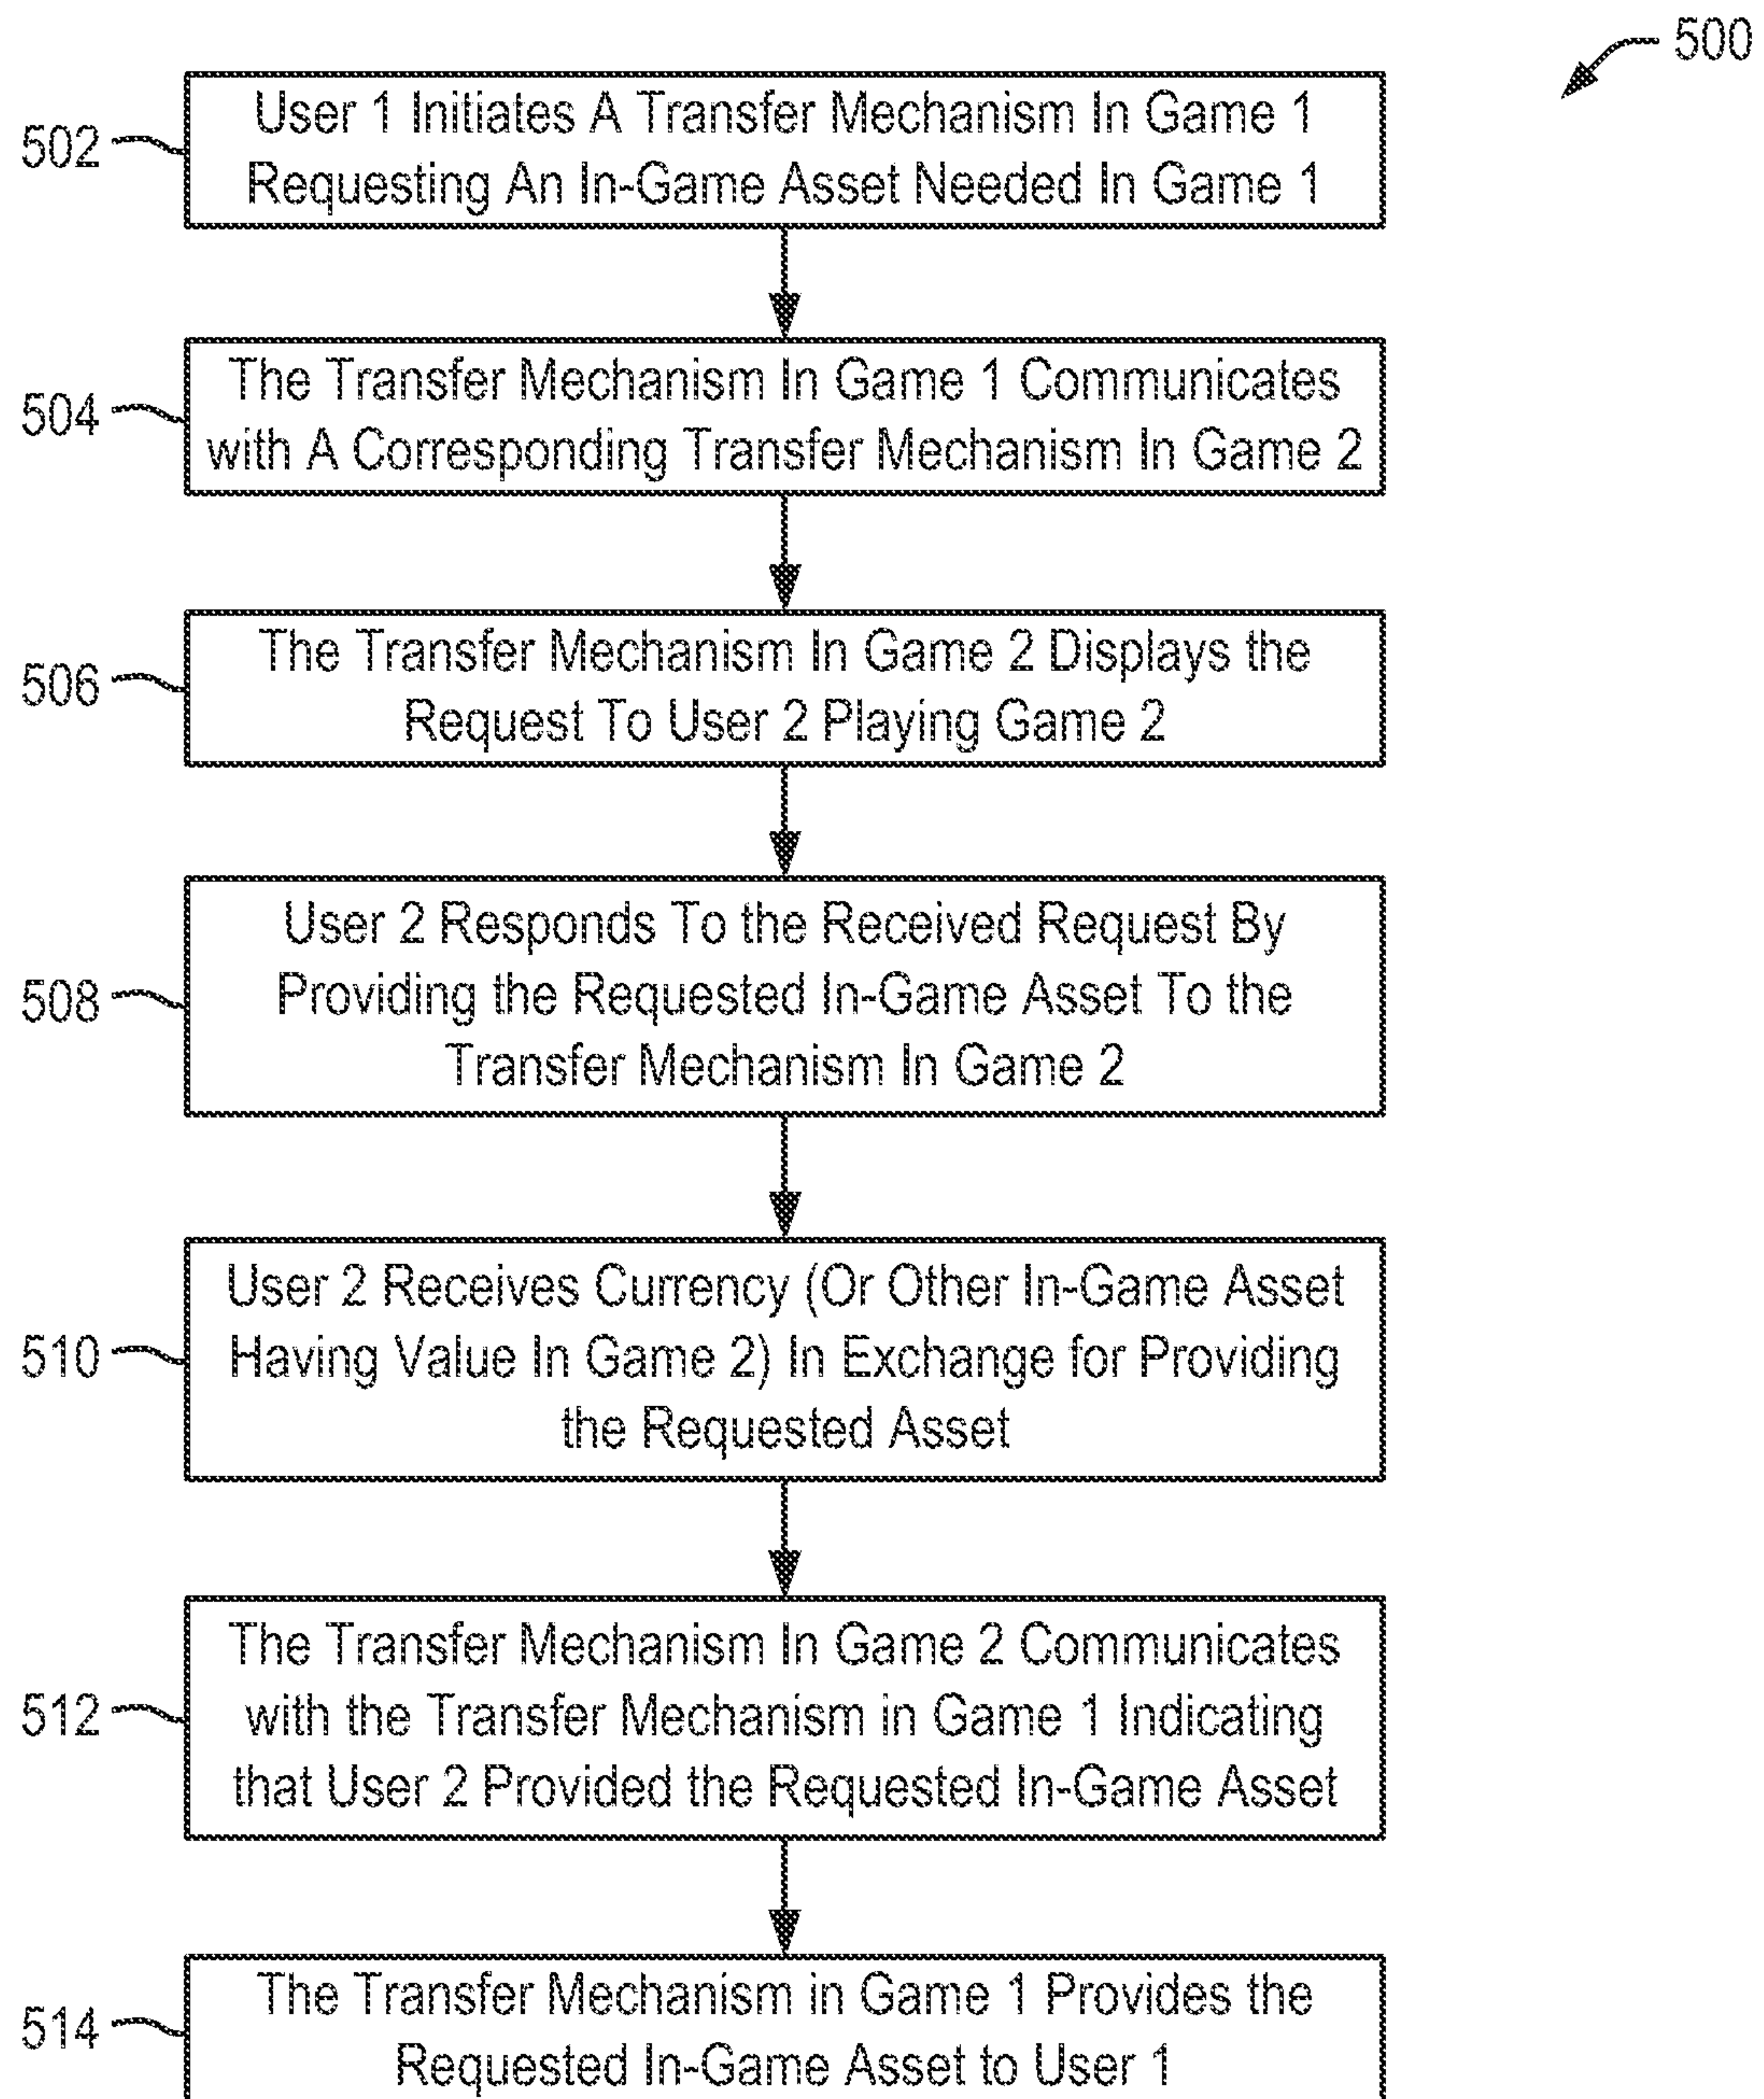 500
502
User 1 Initiates A Transfer Mechanism In Game 1
Requesting An In-Game Asset Needed In Game 1
504
The Transfer Mechanism In Game 1 Communicates
with A Corresponding Transfer Mechanism In Game 2
506
The Transfer Mechanism In Game 2 Displays the
Request To User 2 Playing Game 2
508
User 2 Responds To the Received Request By
Providing the Requested In-Game Asset To the
Transfer Mechanism In Game 2
510
User 2 Receives Currency (Or Other In-Game Asset
Having Value In Game 2) In Exchange for Providing
the Requested Asset
512
The Transfer Mechanism In Game 2 Communicates
with the Transfer Mechanism in Game 1 Indicating
that User 2 Provided the Requested In-Game Asset
514
The Transfer Mechanism in Game 1 Provides the
Requested In-Game Asset to User 1